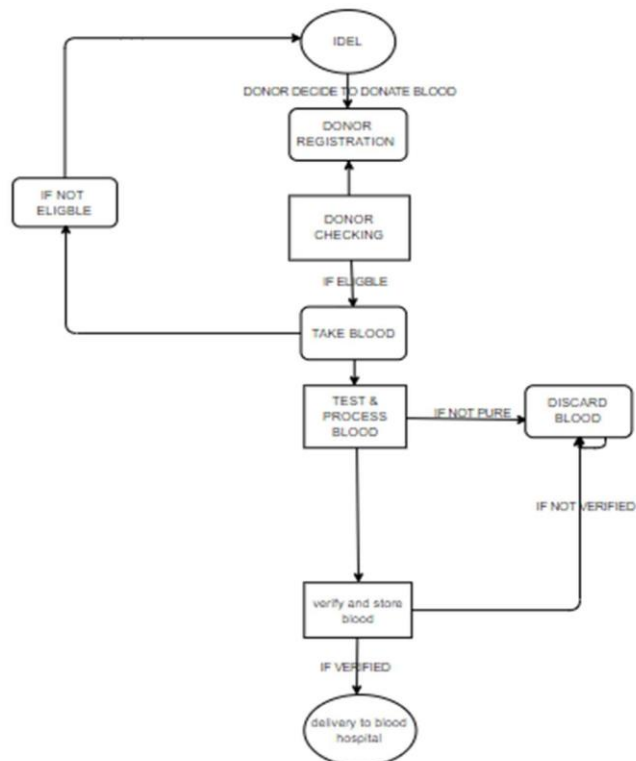 IDEL
DONOR DECIDE TO DONATE BLOOD
DONOR
REGISTRATION
IF NOT
ELIGBLE
DONOR
CHECKING
IF ELIGBLE
TAKE BLOOD
TEST &
PROCESS
BLOOD
IF NOT PURE
DISCARD
BLOOD
IF NOT VERIFIED
verify and store
blood
IF VERIFIED
delivery to blood
hospital